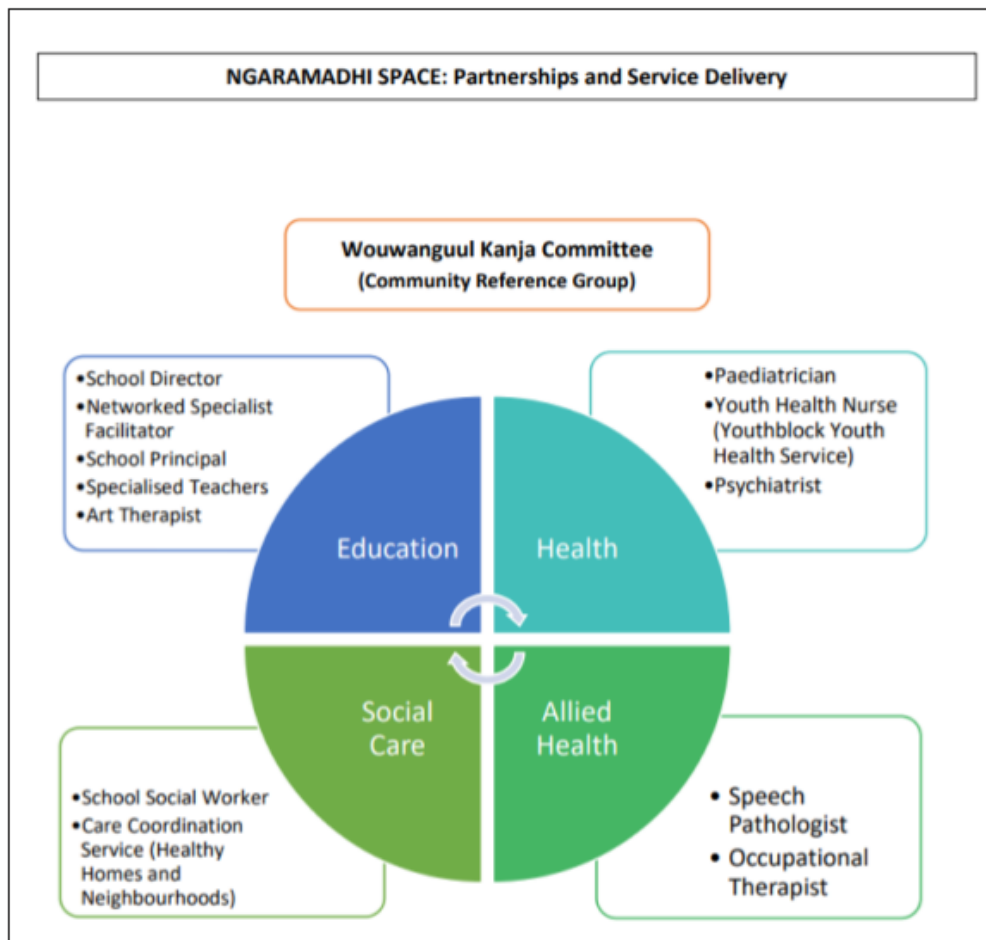 NGARAMADHI SPACE: Partnerships and Service Delivery
Wouwanguul Kanja Committee
(Community Reference Group)
•School Director
•Networked Specialist
Facilitator
•School Principal
•Specialised Teachers
•Art Therapist
•Paediatrician
•Youth Health Nurse
(Youthblock Youth
Health Service)
•Psychiatrist
Education
Health
Social
Care
Allied
Health
•School Social Worker
•Care Coordination
Service (Healthy
Homes and
Neighbourhoods)
• Speech
Pathologist
• Occupational
Therapist